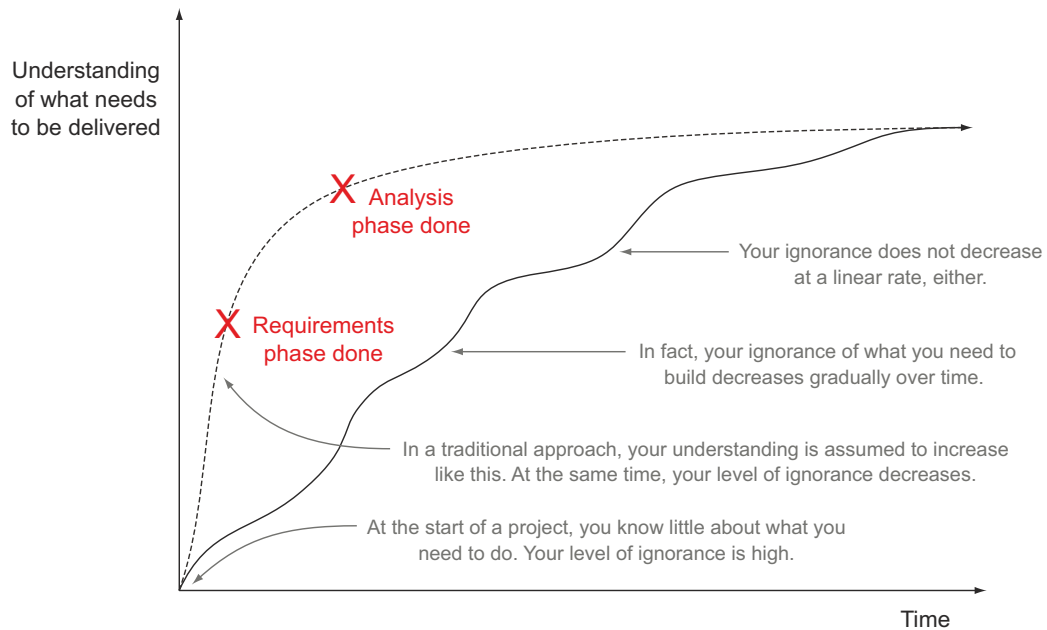 Understanding
of what needs
to be delivered
X Analysis
phase done
Your ignorance does not decrease
at a linear rate, either.
X Requirements
phase done
In fact, your ignorance of what you need to
build decreases gradually over time.
In a traditional approach, your understanding is assumed to increase
like this. At the same time, your level of ignorance decreases.
At the start of a project, you know little about what you
need to do. Your level of ignorance is high.
Time